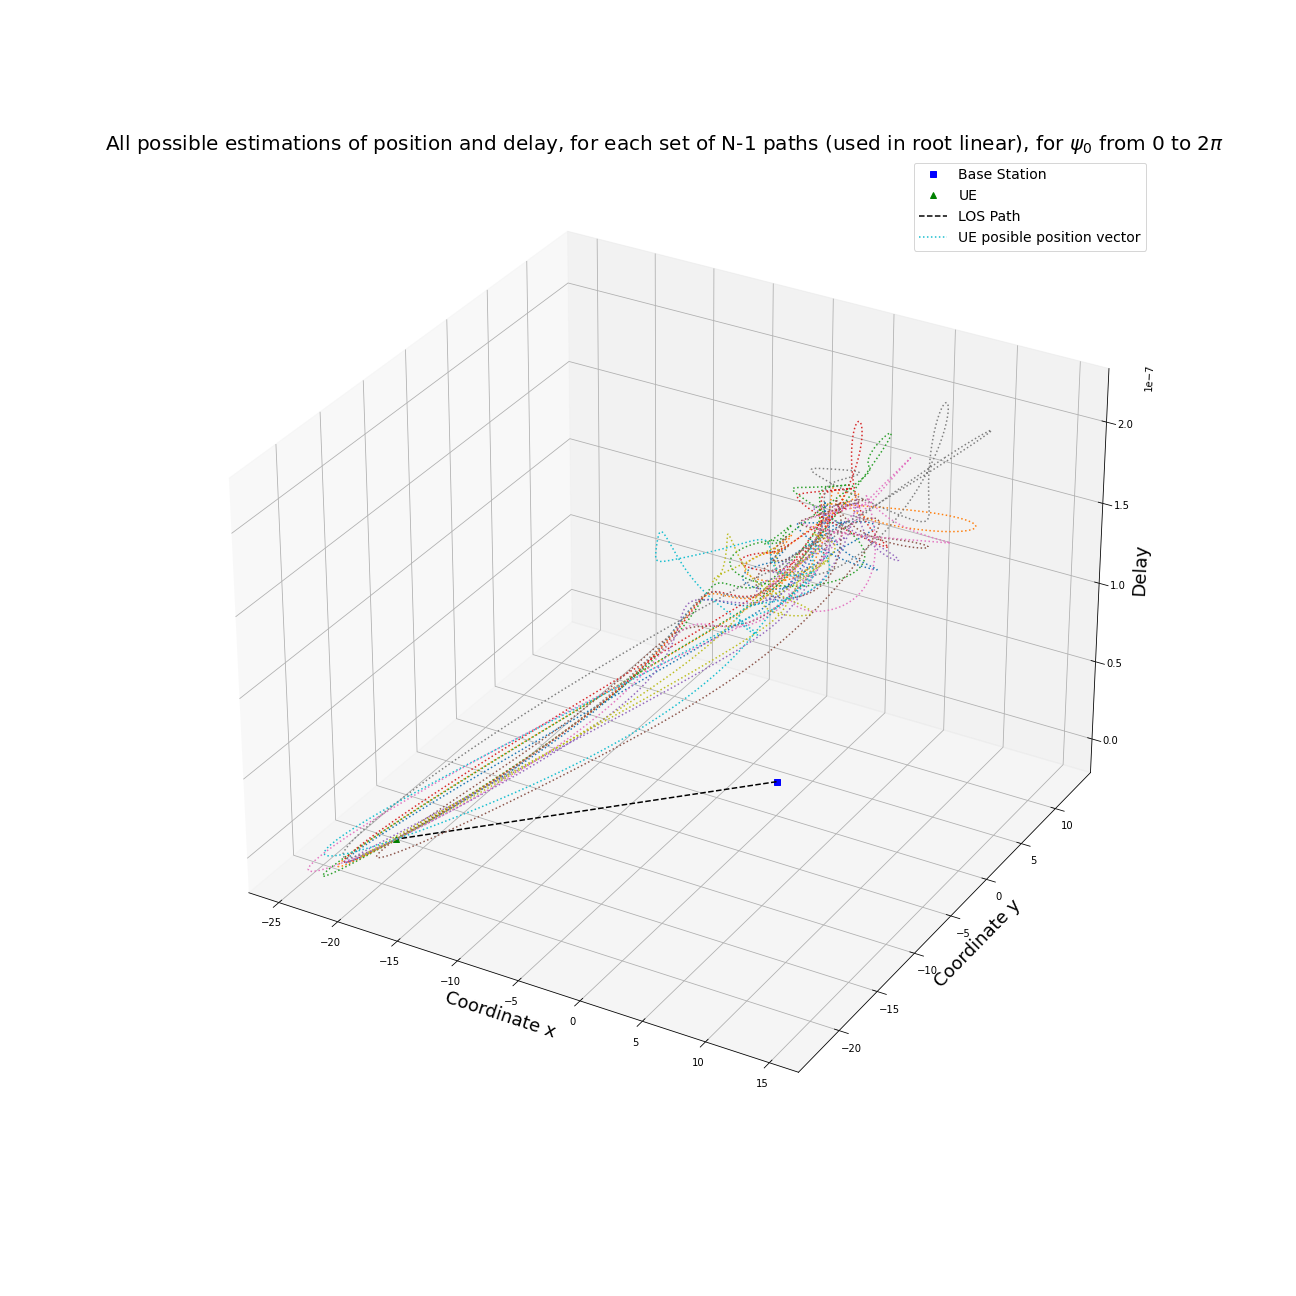 All possible estimations of position and delay, for each set of N-1 paths (used in root linear), for ψ₀ from 0 to 2π
Base Station
UE
LOS Path
UE posible position vector
1e−7
2.0
1.5
1.0
0.5
0.0
Delay
10
5
0
−5
−10
−15
−20
Coordinate y
−25
−20
−15
−10
−5
0
5
10
15
Coordinate x